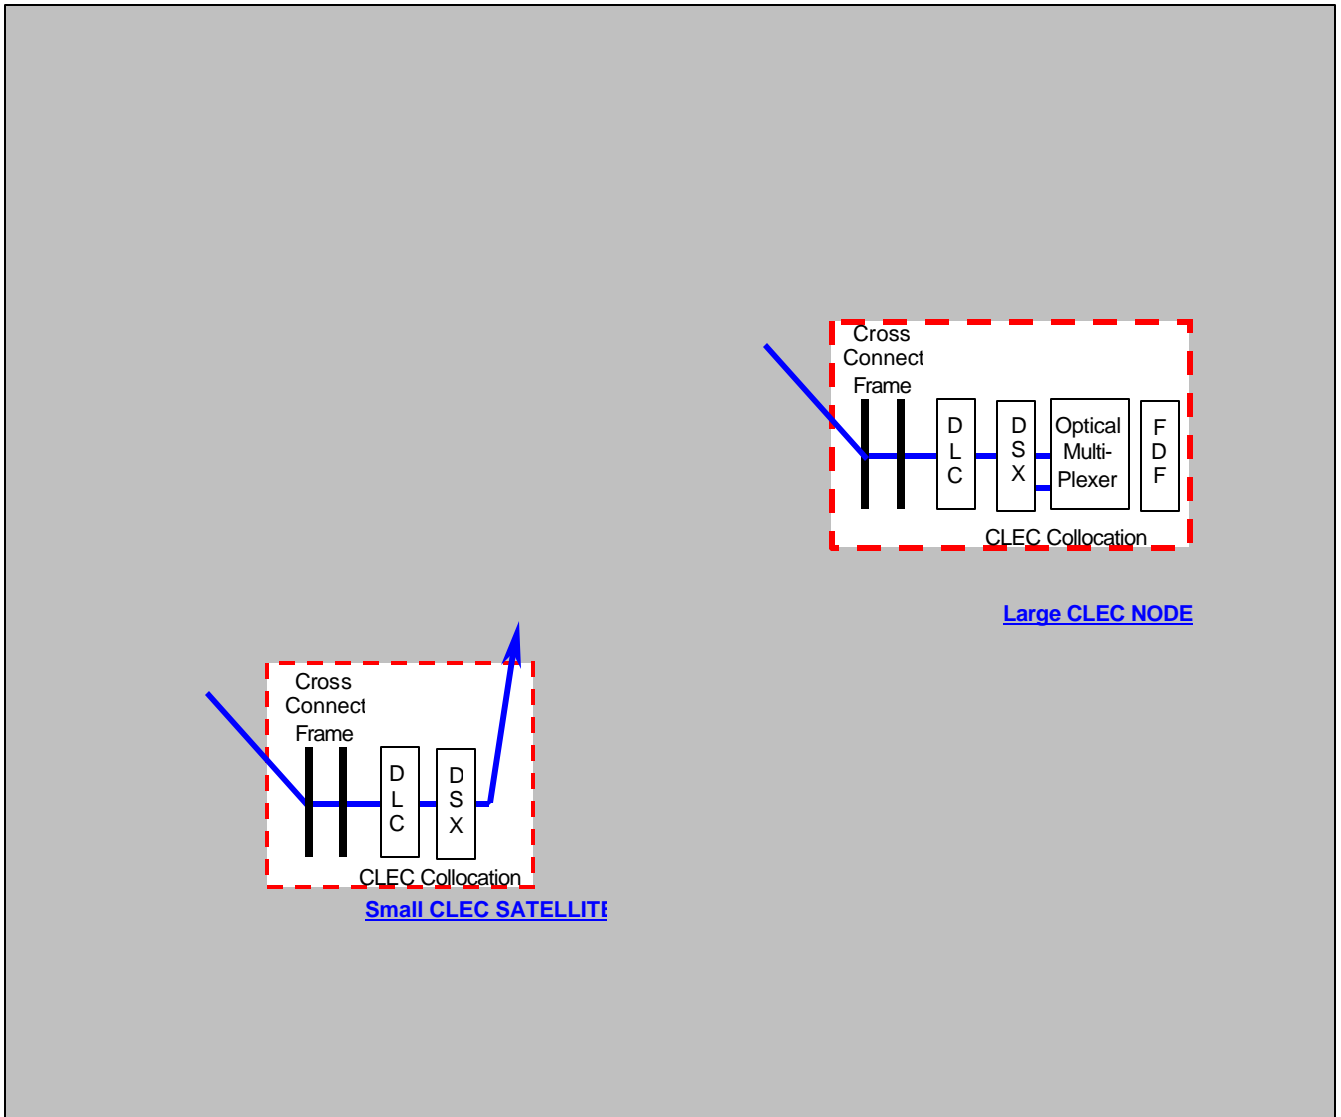 Cross
Connect
Frame
D
L
C
D
S
X
Optical
Multi-
Plexer
F
D
F
CLEC Collocation
Large CLEC NODE
Cross
Connect
Frame
D
L
C
D
S
X
CLEC Collocation
Small CLEC SATELLITE